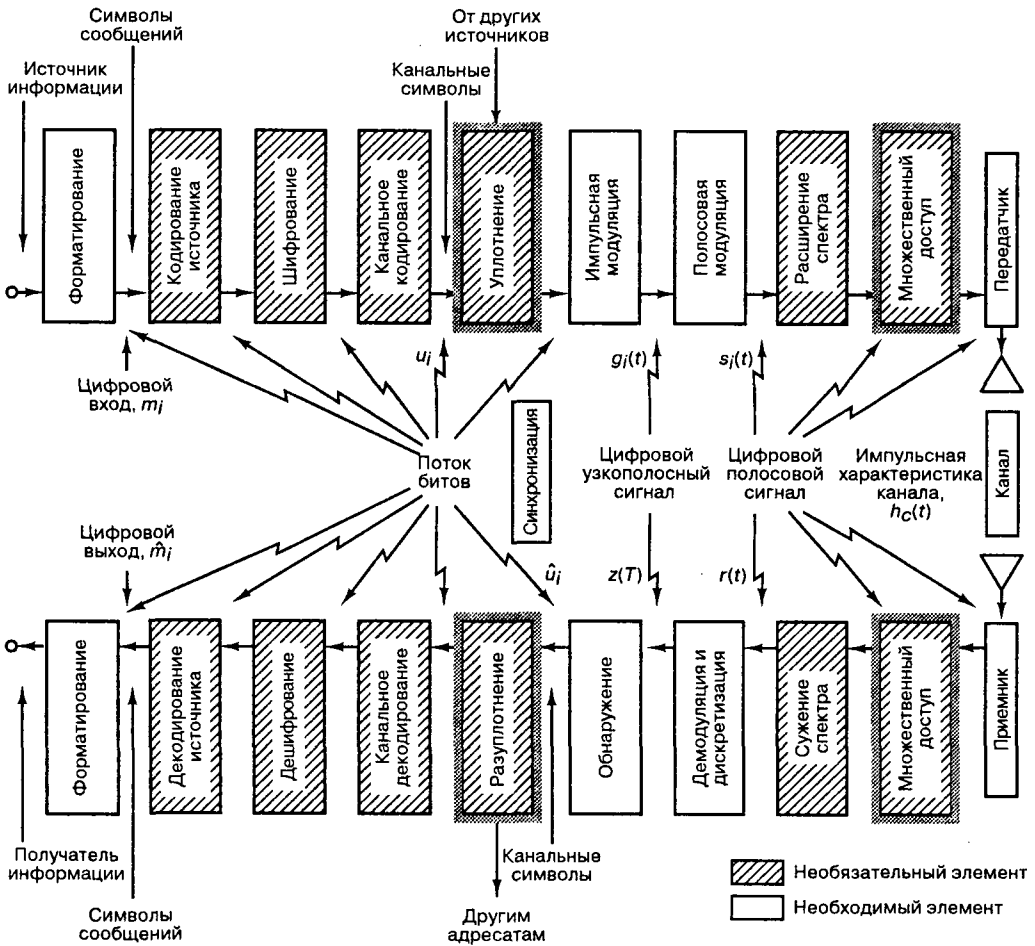 Символы
сообщений
От других
источников
Источник
информации
Канальные
символы
Форматирование
Кодирование
источника
Шифрование
Канальное
кодирование
Уплотнение
Импульсная
модуляция
Полосовая
модуляция
Расширение
спектра
Множественный
доступ
Передатчик
Цифровой
вход, mᵢ
uᵢ
gᵢ(t)
sᵢ(t)
Поток
битов
Синхронизация
Цифровой
узкополосный
сигнал
Цифровой
полосовой
сигнал
Импульсная
характеристика
канала,
h_c(t)
Канал
Цифровой
выход, m̂ᵢ
ûᵢ
z(T)
r(t)
Форматирование
Декодирование
источника
Дешифрование
Канальное
декодирование
Разуплотнение
Обнаружение
Демодуляция и
дискретизация
Сужение
спектра
Множественный
доступ
Приемник
Получатель
информации
Символы
сообщений
Канальные
символы
Другим
адресатам
Необязательный элемент
Необходимый элемент